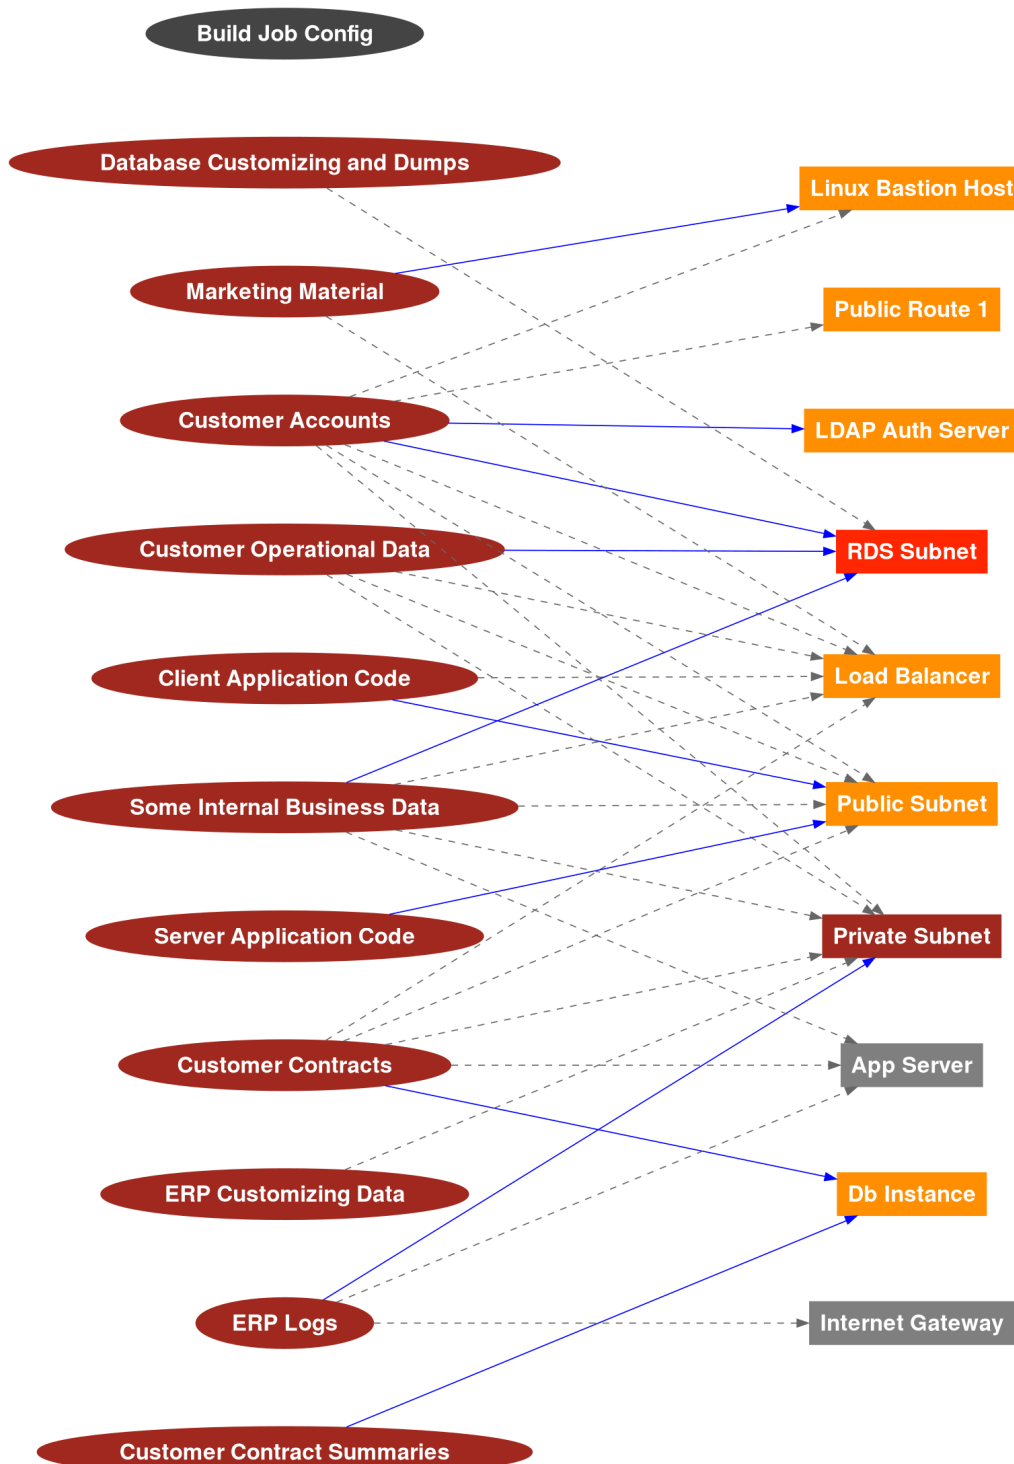 Build Job Config
Database Customizing and Dumps
Linux Bastion Host
Marketing Material
Public Route 1
Customer Accounts
LDAP Auth Server
Customer Operational Data
RDS Subnet
Client Application Code
Load Balancer
Some Internal Business Data
Public Subnet
Server Application Code
Private Subnet
Customer Contracts
App Server
ERP Customizing Data
Db Instance
ERP Logs
Internet Gateway
Customer Contract Summaries